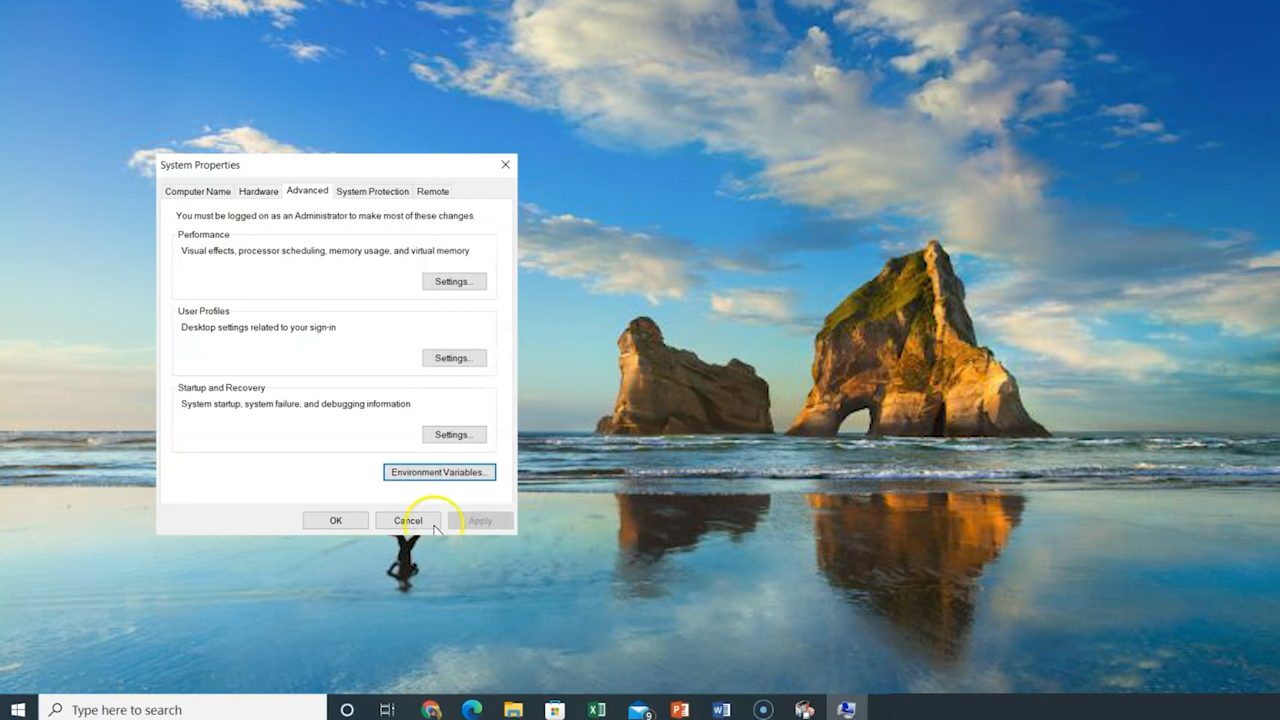 System Properties
Computer Name Hardware Advanced System Protection Remote
You must be logged on as an Administrator to make most of these changes.
Performance
Visual effects, processor scheduling, memory usage, and virtual memory
Settings...
User Profiles
Desktop settings related to your sign-in
Settings...
Startup and Recovery
System startup, system failure, and debugging information
Settings...
Environment Variables...
OK Cancel Apply
Type here to search
9